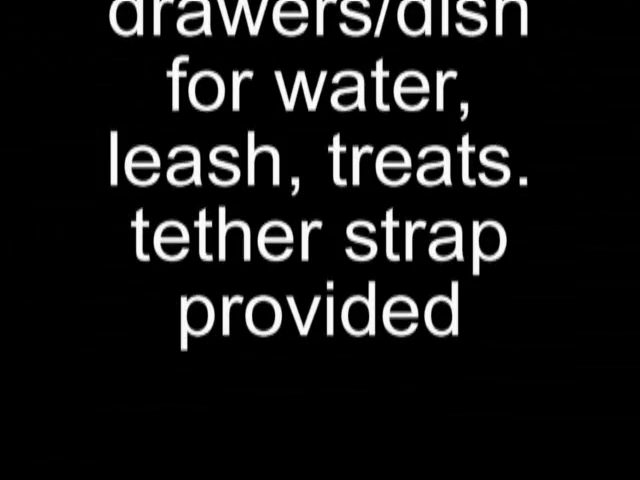 drawers/dish
for water,
leash, treats.
tether strap
provided